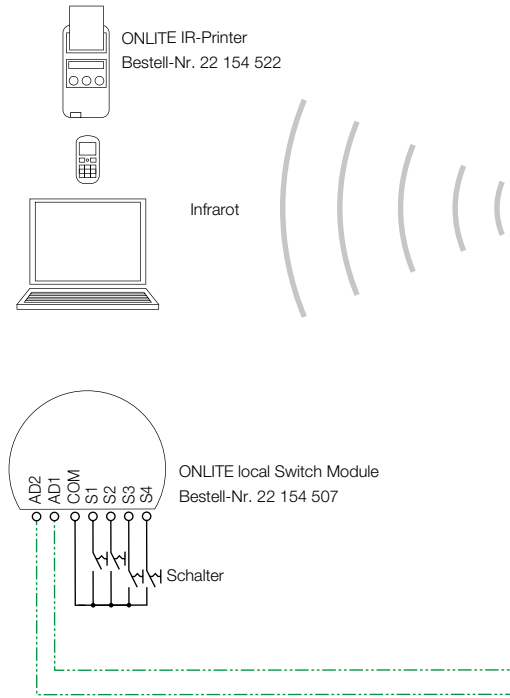 ONLITE IR-Printer
Bestell-Nr. 22 154 522
Infrarot
AD2
AD1
COM
S1
S2
S3
S4
ONLITE local Switch Module
Bestell-Nr. 22 154 507
Schalter